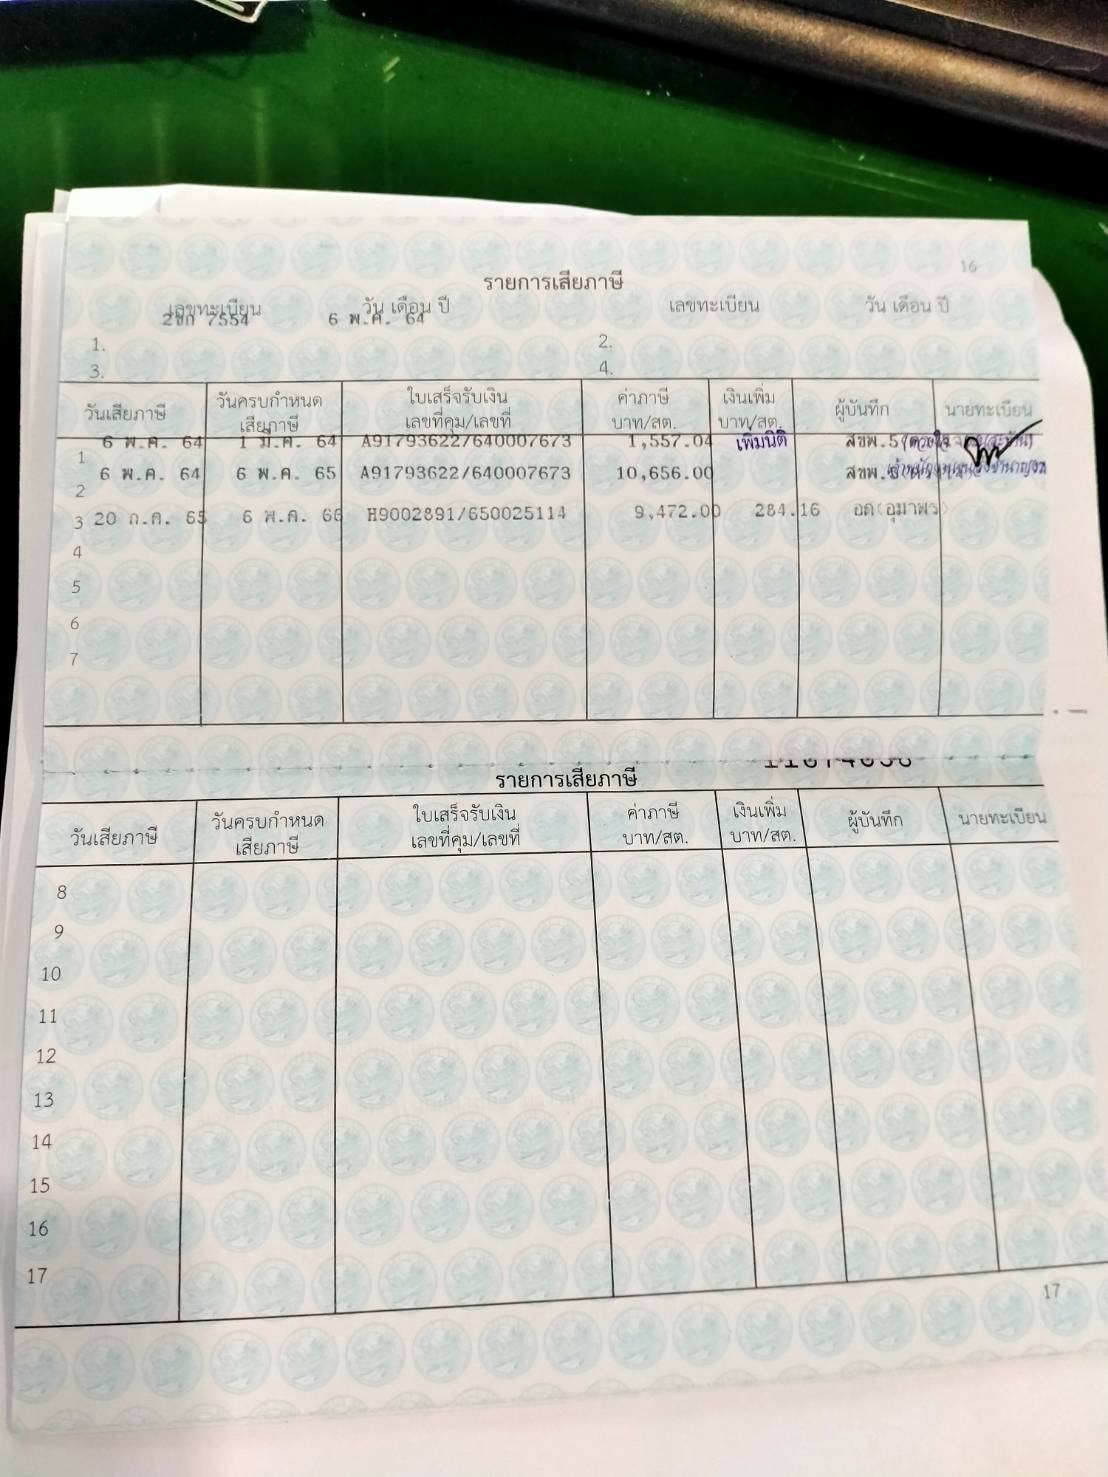 16
รายการเสียภาษี
เลขทะเบียน วัน เดือน ปี เลขทะเบียน วัน เดือน ปี
2ขก 7554 6 พ.ค. 64
1. 2.
3. 4.
วันเสียภาษี วันครบกำหนดเสียภาษี ใบเสร็จรับเงิน เลขที่คุม/เลขที่ ค่าภาษี บาท/สต. เงินเพิ่ม บาท/สต. ผู้บันทึก นายทะเบียน
1 6 พ.ค. 64 1 มี.ค. 64 A91793622/640007673 1,557.04 เพิ่มนิติ สขพ.5
2 6 พ.ค. 64 6 พ.ค. 65 A91793622/640007673 10,656.00 สขพ.
3 20 ก.ค. 65 6 พ.ค. 66 H9002891/650025114 9,472.00 284.16 อด(อุมาพร)
4
5
6
7
รายการเสียภาษี
วันเสียภาษี วันครบกำหนดเสียภาษี ใบเสร็จรับเงิน เลขที่คุม/เลขที่ ค่าภาษี บาท/สต. เงินเพิ่ม บาท/สต. ผู้บันทึก นายทะเบียน
8
9
10
11
12
13
14
15
16
17
17